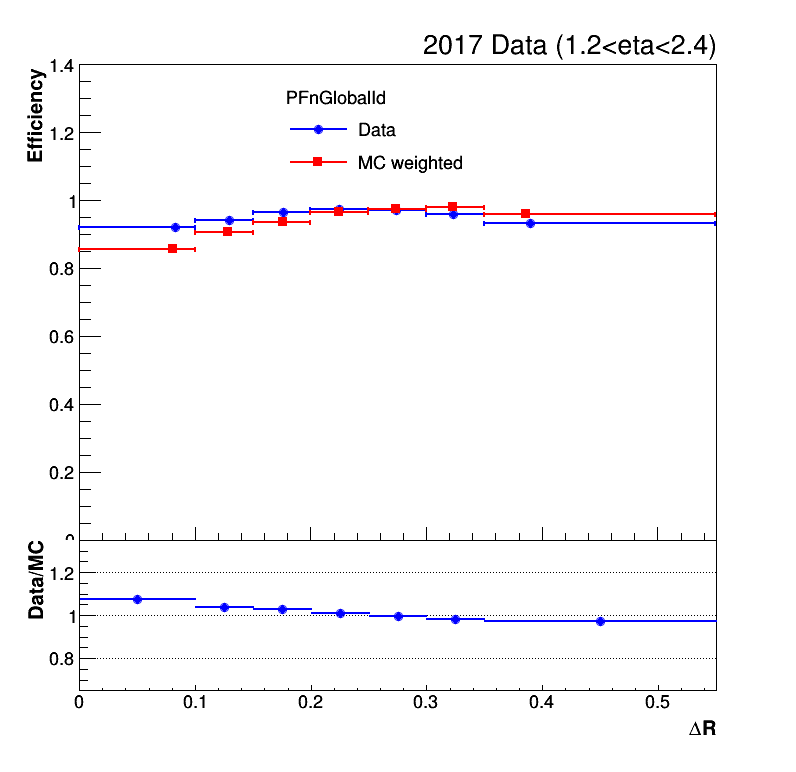 2017 Data (1.2<eta<2.4)
Efficiency
1.4
1.2
1
0.8
0.6
0.4
0.2
0
PFnGlobalId
Data
MC weighted
Data/MC
1.2
1
0.8
0 0.1 0.2 0.3 0.4 0.5
ΔR